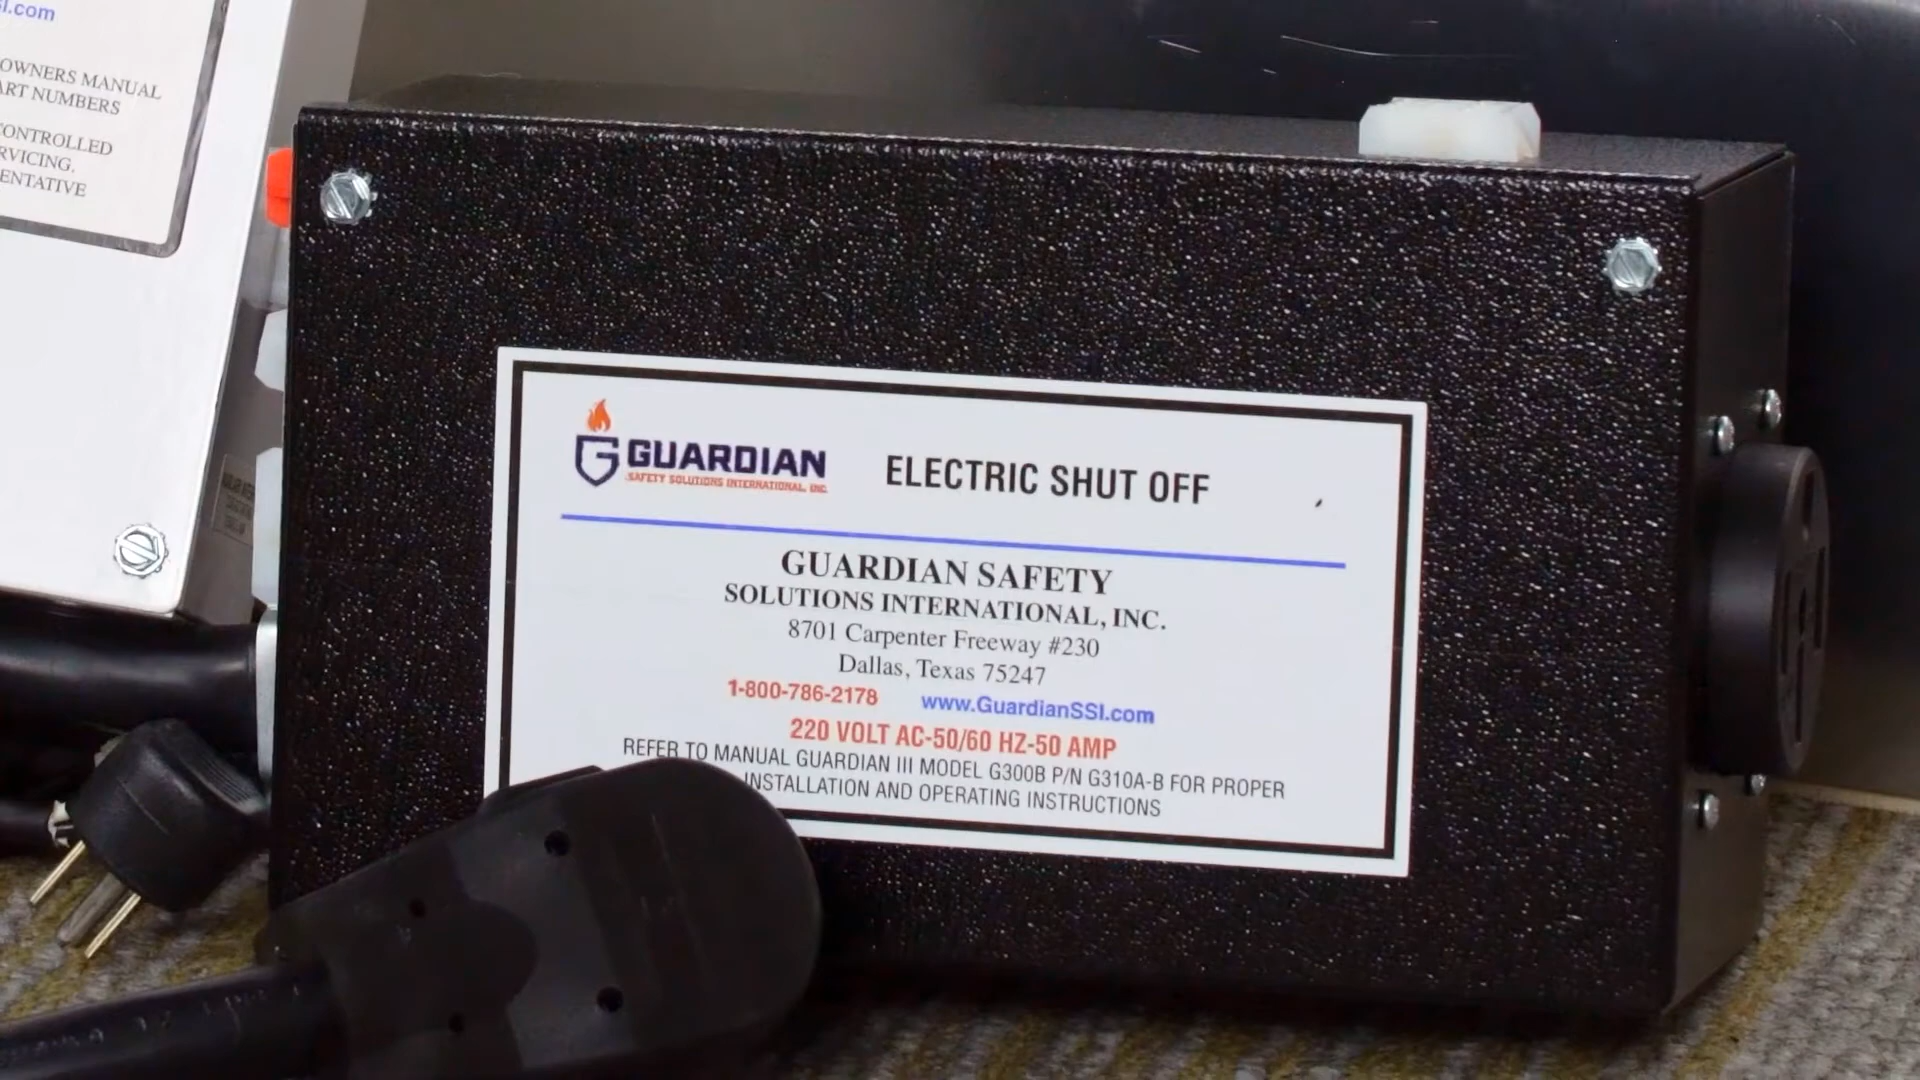 SI.com
OWNERS MANUAL
ART NUMBERS
CONTROLLED
RVICING,
ENTATIVE
GUARDIAN
SAFETY SOLUTIONS INTERNATIONAL, INC.
ELECTRIC SHUT OFF
GUARDIAN SAFETY
SOLUTIONS INTERNATIONAL, INC.
8701 Carpenter Freeway #230
Dallas, Texas 75247
1-800-786-2178 www.GuardianSSI.com
220 VOLT AC-50/60 HZ-50 AMP
REFER TO MANUAL GUARDIAN III MODEL G300B P/N G310A-B FOR PROPER
INSTALLATION AND OPERATING INSTRUCTIONS